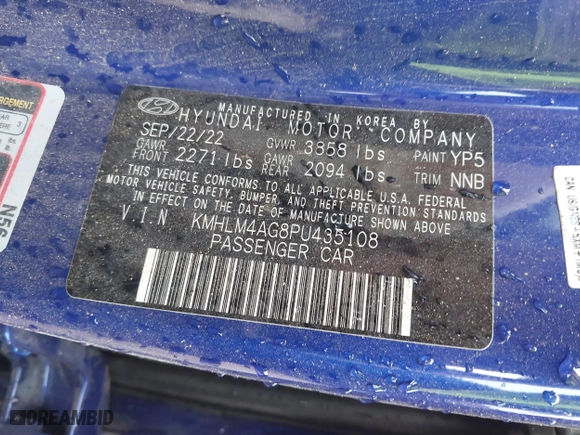 MANUFACTURED IN KOREA BY
HYUNDAI MOTOR COMPANY
SEP/22/22 GVWR 3858 lbs PAINT YP5
GAWR FRONT 2271 lbs GAWR REAR 2094 lbs TRIM NNB
THIS VEHICLE CONFORMS TO ALL APPLICABLE U.S.A. FEDERAL
MOTOR VEHICLE SAFETY, BUMPER, AND THEFT PREVENTION STANDARDS
IN EFFECT ON THE DATE OF MANUFACTURE SHOWN ABOVE
V.I.N KMHLM4AG8PU435108
PASSENGER CAR
N56
DREAMBID